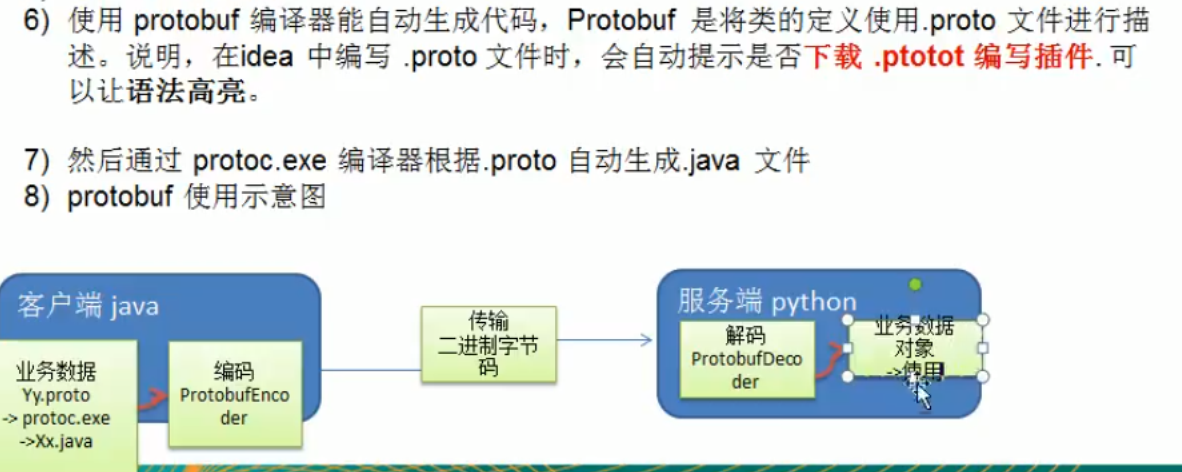 6) 使用 protobuf 编译器能自动生成代码，Protobuf 是将类的定义使用.proto 文件进行描
述。说明，在idea 中编写 .proto 文件时，会自动提示是否下载 .ptotot 编写插件. 可
以让语法高亮。
7) 然后通过 protoc.exe 编译器根据.proto 自动生成.java 文件
8) protobuf 使用示意图
客户端 java
业务数据
Yy.proto
-> protoc.exe
->Xx.java
编码
ProtobufEnco
der
传输
二进制字节
码
服务端 python
解码
ProtobufDeco
der
业务数据
对象
->使用